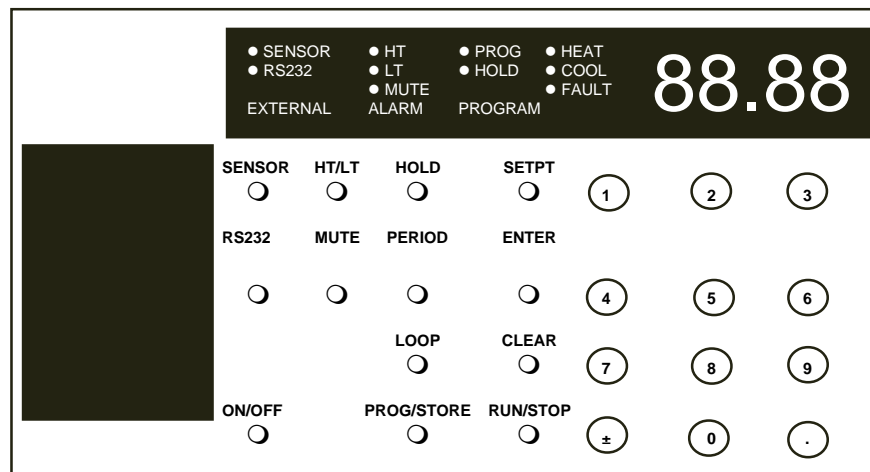 SENSOR HT PROG HEAT
RS232 LT HOLD COOL
MUTE FAULT
EXTERNAL ALARM PROGRAM
88.88
SENSOR HT/LT HOLD SETPT
1 2 3
RS232 MUTE PERIOD ENTER
4 5 6
LOOP CLEAR
7 8 9
ON/OFF PROG/STORE RUN/STOP
± 0 .